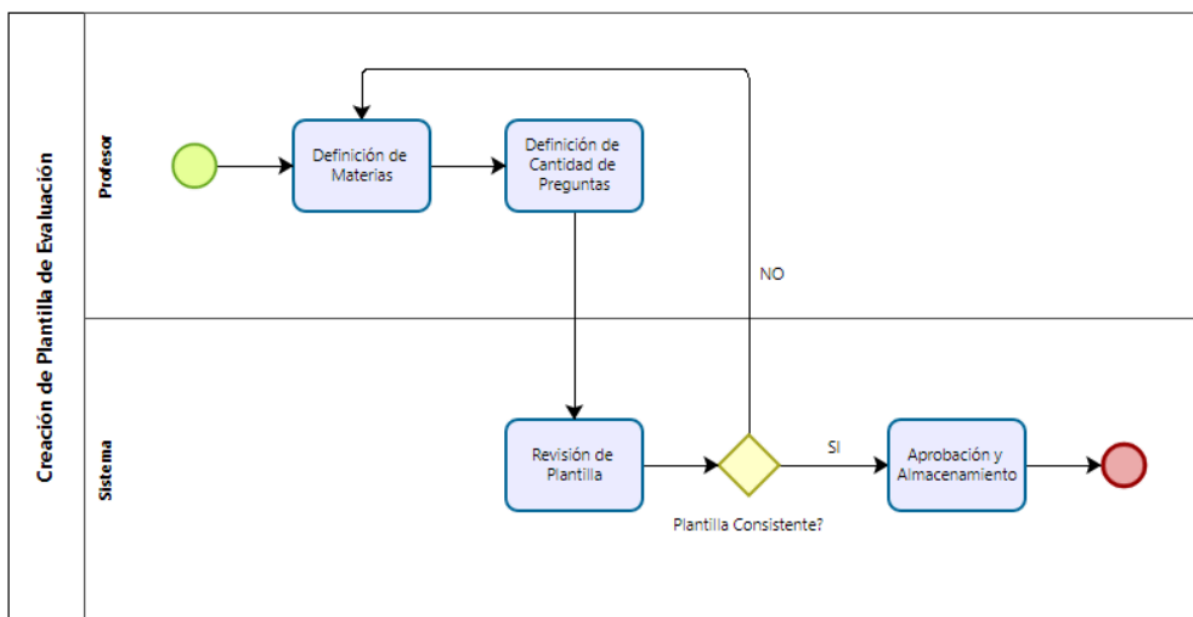 Creación de Plantilla de Evaluación
Profesor
Definición de
Materias
Definición de
Cantidad de
Preguntas
NO
Sistema
Revisión de
Plantilla
Plantilla Consistente?
SI
Aprobación y
Almacenamiento